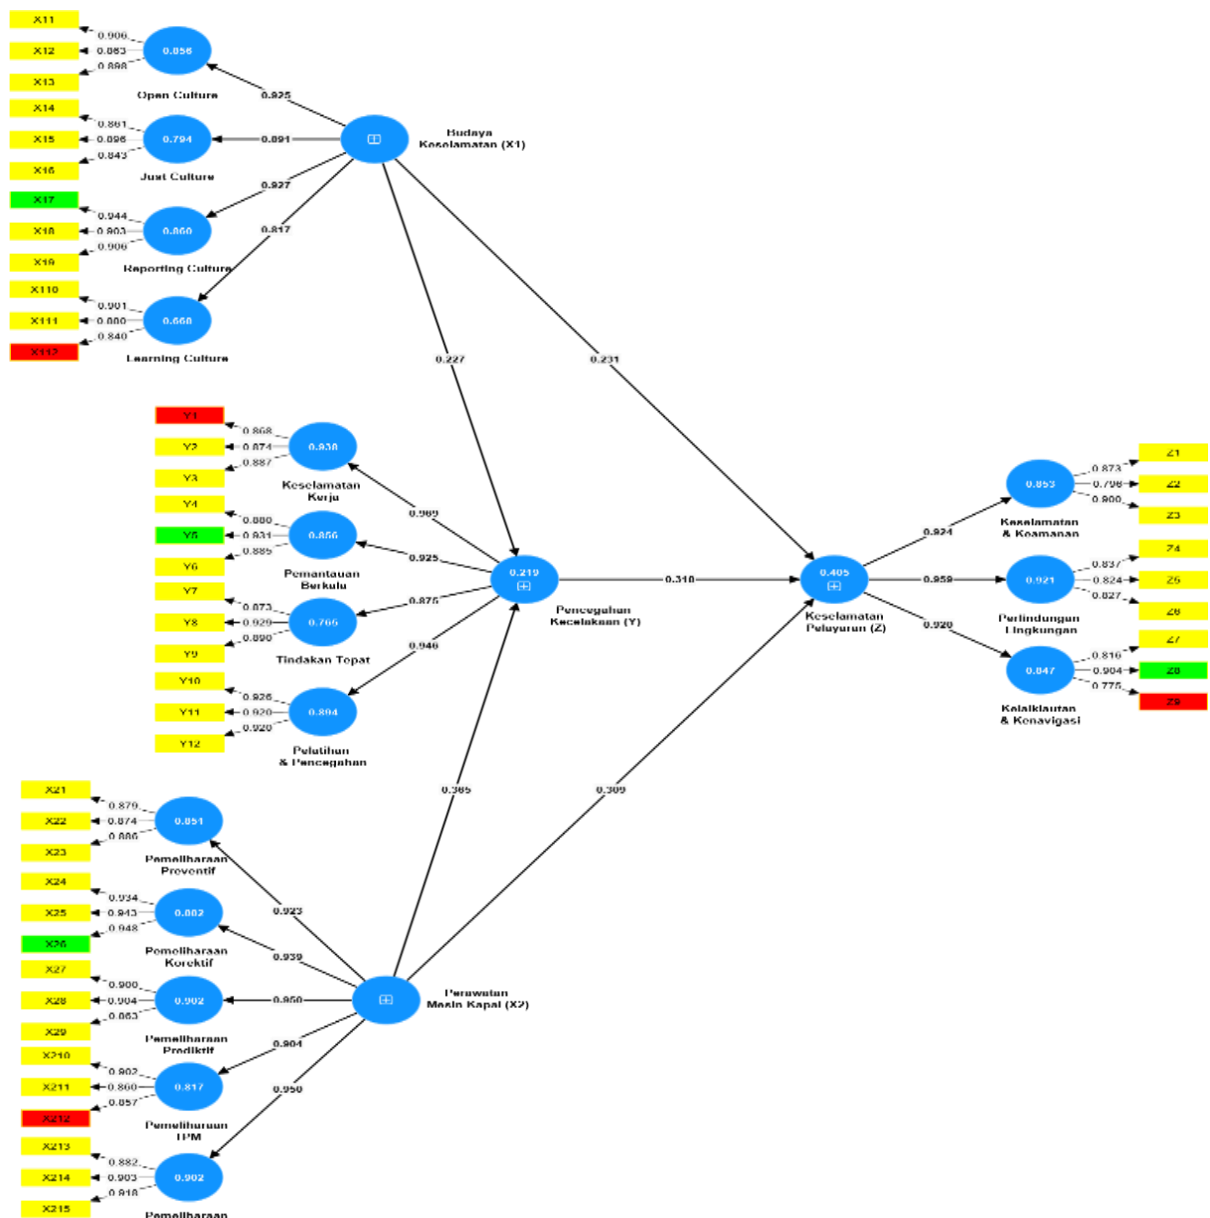 X11
0.906
X12
0.863
0.856
X13
0.898
Open Culture
0.925
X14
0.861
X15
0.896
0.794
0.891
Budaya
Keselamatan (X1)
X16
0.843
Just Culture
0.927
X17
0.944
X18
0.903
0.860
0.817
X19
0.906
Reporting Culture
X110
0.901
X111
0.880
0.668
X112
0.840
Learning Culture
0.227
0.231
Y1
0.868
Y2
0.874
0.938
Y3
0.887
Keselamatan
Kerja
0.969
Y4
0.880
Y5
0.931
0.856
Y6
0.885
Pemantauan
0.925
Y7
0.873
Y8
0.929
0.765
0.875
Y9
0.890
Tindakan Tepat
0.946
Y10
0.926
Y11
0.920
0.894
Y12
0.920
Pelatihan
& Pencegahan
0.219
Pencegahan
Kecelakaan (Y)
0.318
0.405
Keselamatan
Pelayaran (Z)
0.924
0.959
0.920
0.853
0.873
Z1
0.796
Z2
0.900
Z3
Keselamatan
& Keamanan
0.921
0.837
Z4
0.824
Z5
0.827
Z6
Perlindungan
Lingkungan
0.847
0.816
Z7
0.904
Z8
0.775
Z9
Kelaiklautan
& Kenavigasi
0.365
0.309
X21
0.879
X22
0.874
0.851
X23
0.886
Pemeliharaan
Preventif
0.923
X24
0.934
X25
0.943
0.882
X26
0.948
Pemeliharaan
Korektif
0.939
X27
0.900
X28
0.904
0.902
0.950
Perawatan
Mesin Kapal (X2)
X29
0.863
Pemeliharaan
Prediktif
0.904
X210
0.902
X211
0.860
0.817
X212
0.857
Pemeliharaan
TPM
0.950
X213
0.882
X214
0.903
0.902
X215
0.918
Pemeliharaan